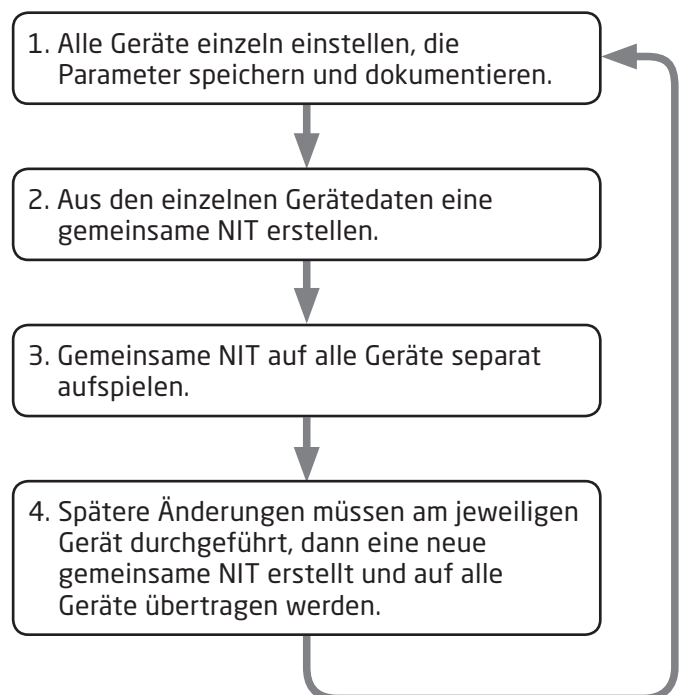 1. Alle Geräte einzeln einstellen, die
Parameter speichern und dokumentieren.
2. Aus den einzelnen Gerätedaten eine
gemeinsame NIT erstellen.
3. Gemeinsame NIT auf alle Geräte separat
aufspielen.
4. Spätere Änderungen müssen am jeweiligen
Gerät durchgeführt, dann eine neue
gemeinsame NIT erstellt und auf alle
Geräte übertragen werden.